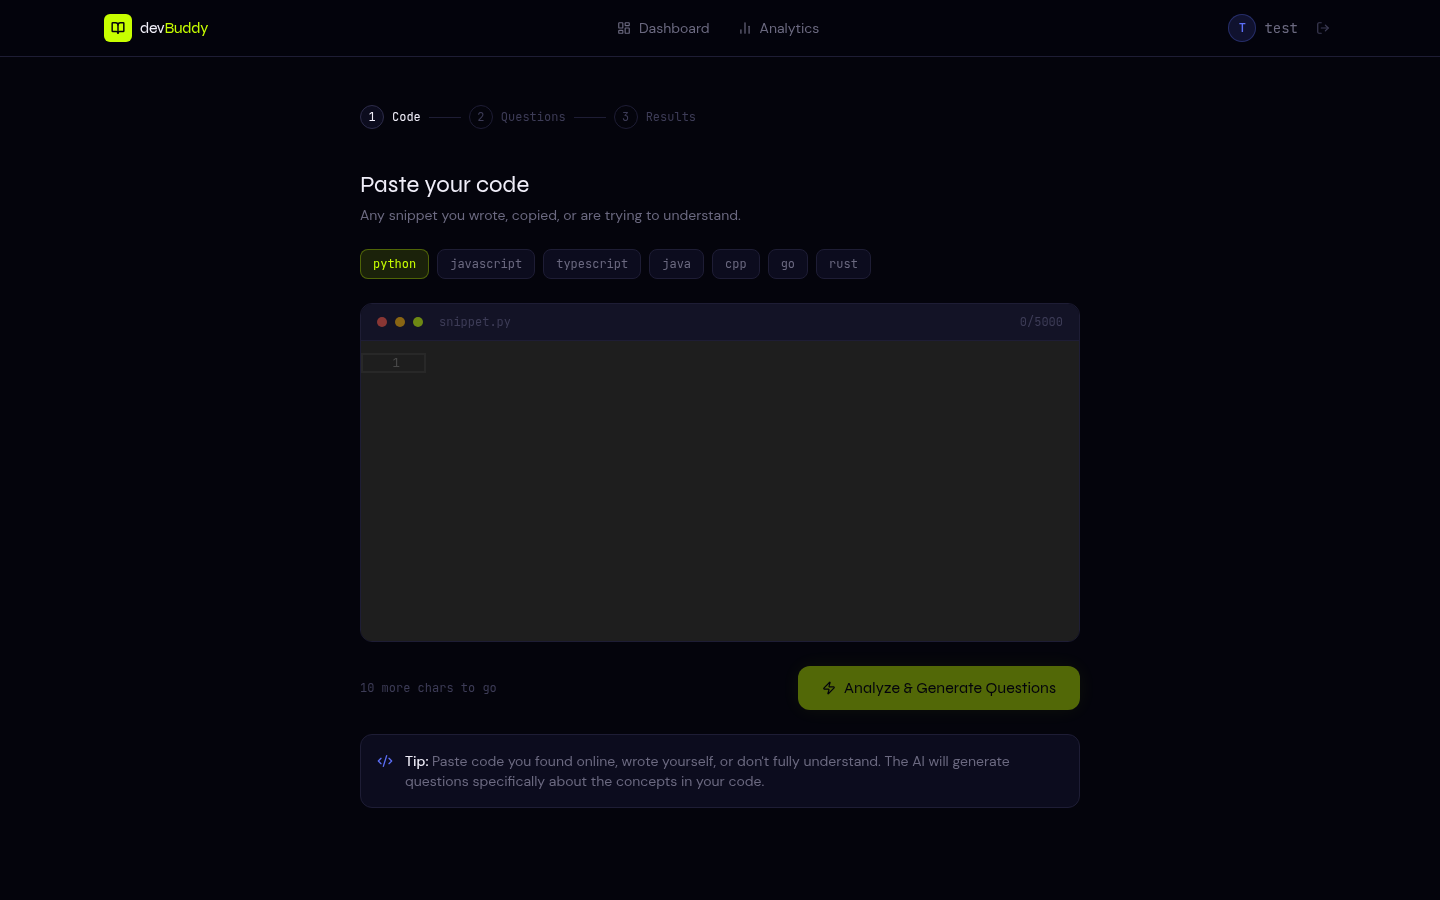 devBuddy
Dashboard
Analytics
T
test
1 Code
2 Questions
3 Results
Paste your code
Any snippet you wrote, copied, or are trying to understand.
python
javascript
typescript
java
cpp
go
rust
snippet.py
0/5000
1
10 more chars to go
Analyze & Generate Questions
Tip: Paste code you found online, wrote yourself, or don't fully understand. The AI will generate
questions specifically about the concepts in your code.